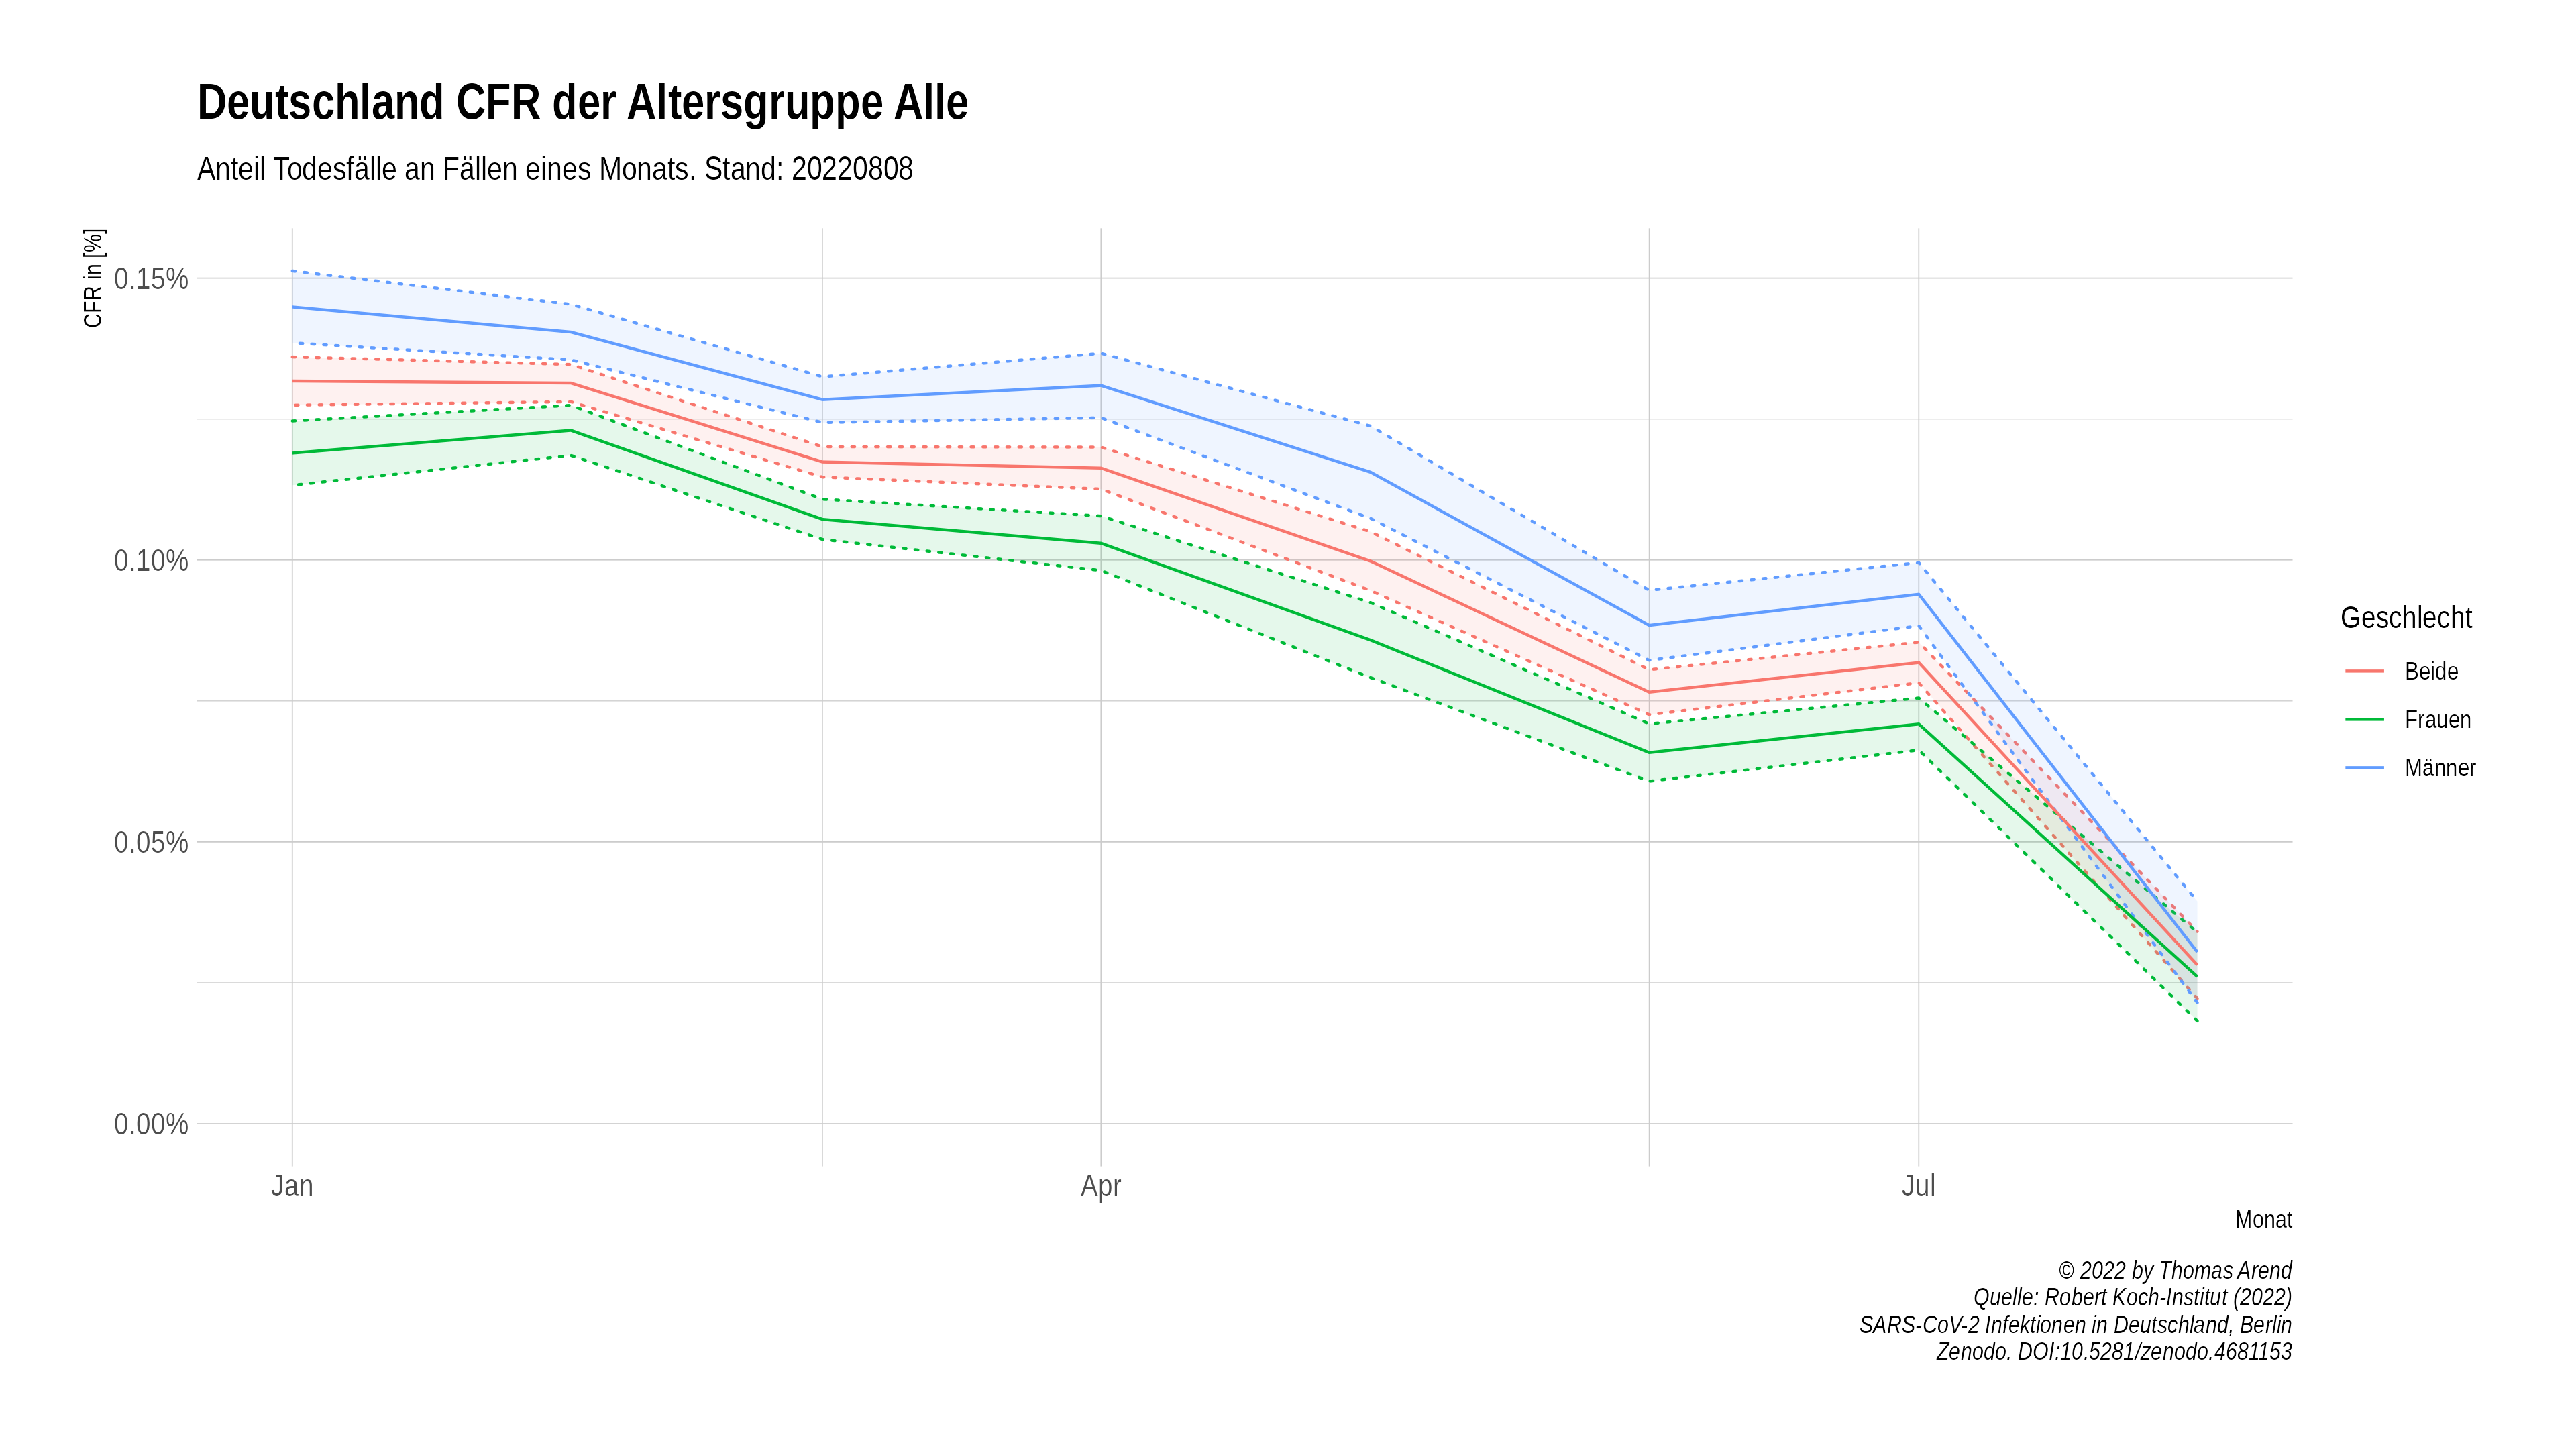 Deutschland CFR der Altersgruppe Alle
Anteil Todesfälle an Fällen eines Monats. Stand: 20220808
CFR in [%]
0.15%
0.10%
0.05%
0.00%
Jan
Apr
Jul
Monat
Geschlecht
Beide
Frauen
Männer
© 2022 by Thomas Arend
Quelle: Robert Koch-Institut (2022)
SARS-CoV-2 Infektionen in Deutschland, Berlin
Zenodo. DOI:10.5281/zenodo.4681153